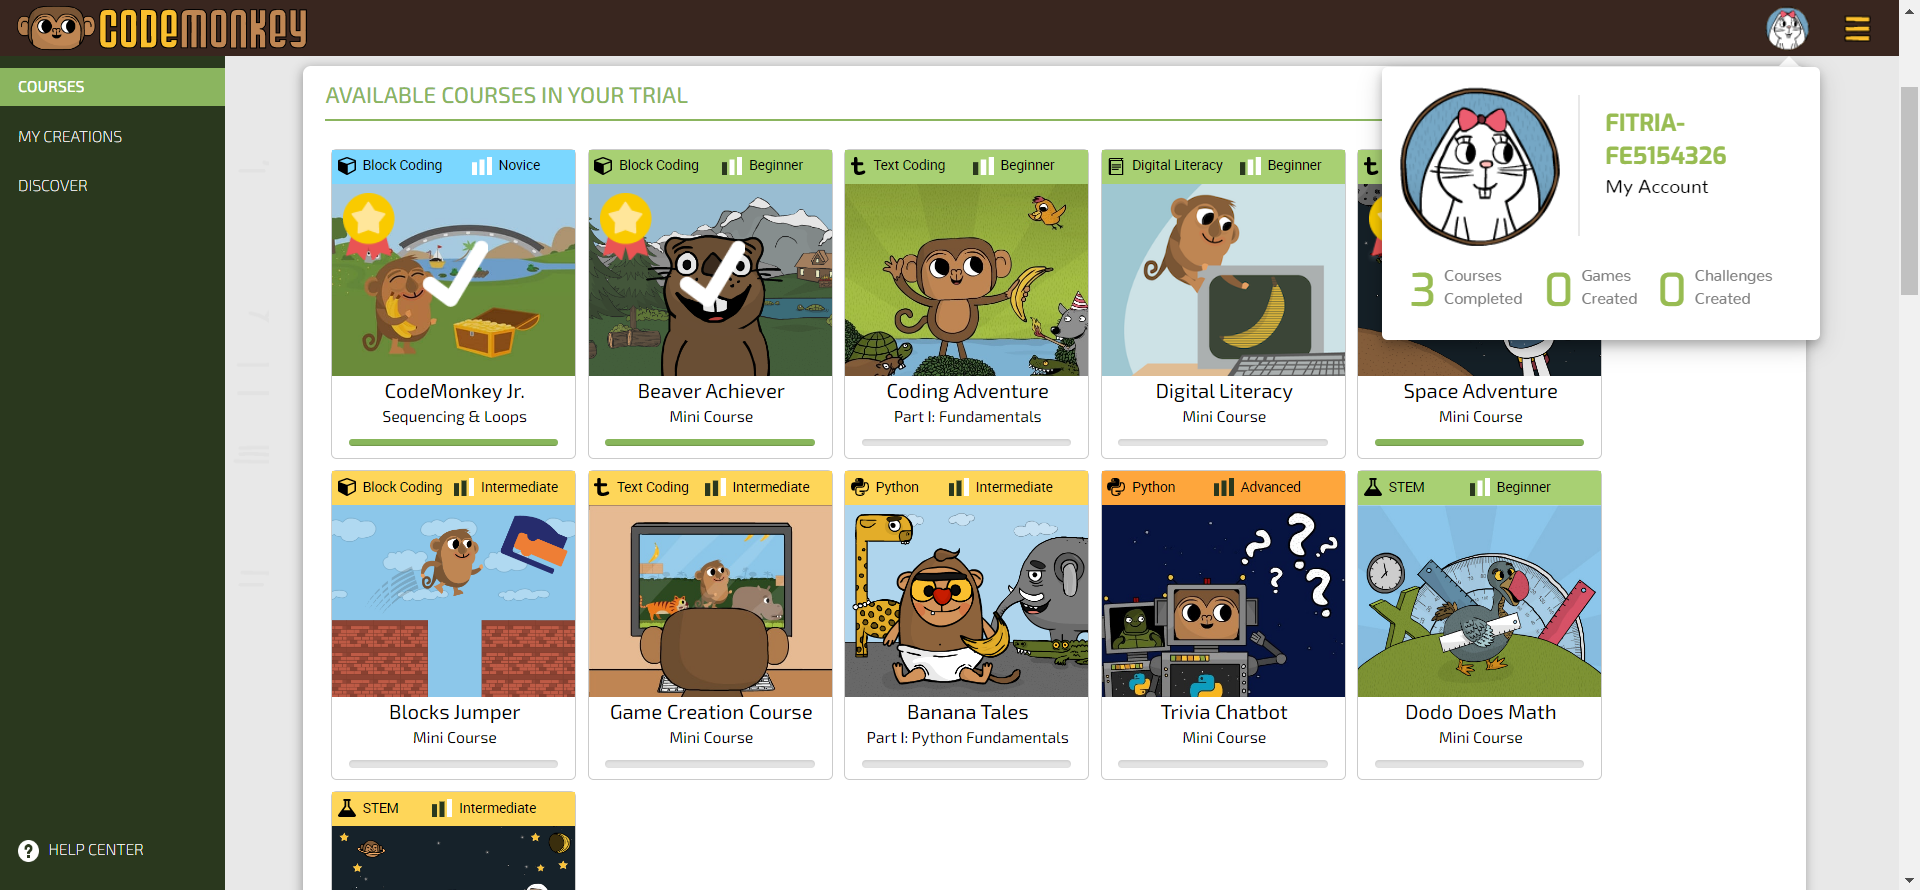 CODEMONKEY
COURSES
MY CREATIONS
DISCOVER
HELP CENTER
AVAILABLE COURSES IN YOUR TRIAL
FITRIA-
FE5154326
My Account
3 Courses Completed
0 Games Created
0 Challenges Created
Block Coding Novice
CodeMonkey Jr.
Sequencing & Loops
Block Coding Beginner
Beaver Achiever
Mini Course
Text Coding Beginner
Coding Adventure
Part I: Fundamentals
Digital Literacy Beginner
Digital Literacy
Mini Course
Space Adventure
Mini Course
Block Coding Intermediate
Blocks Jumper
Mini Course
Text Coding Intermediate
Game Creation Course
Mini Course
Python Intermediate
Banana Tales
Part I: Python Fundamentals
Python Advanced
Trivia Chatbot
Mini Course
STEM Beginner
Dodo Does Math
Mini Course
STEM Intermediate